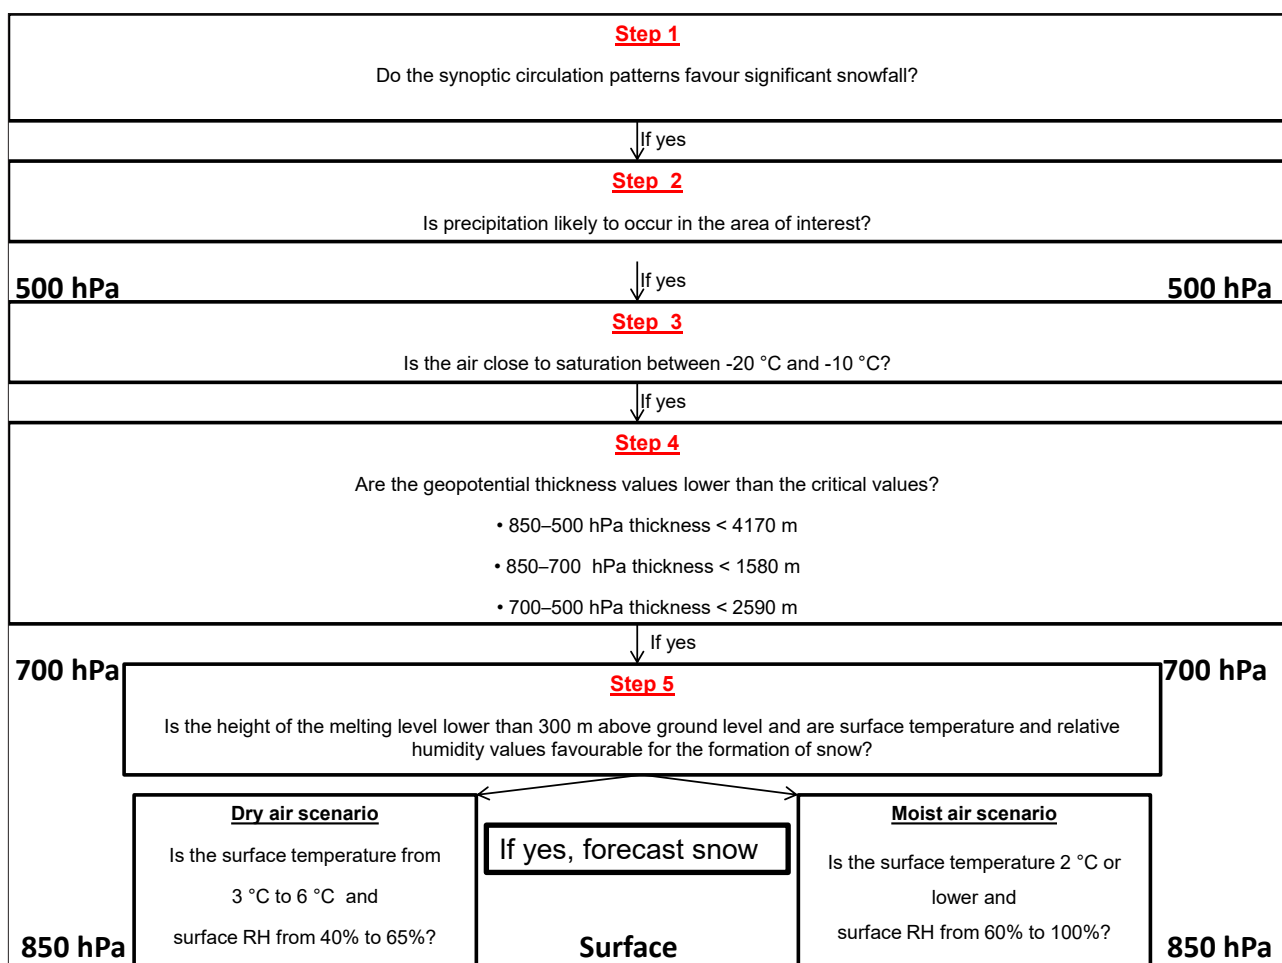 Step 1
Do the synoptic circulation patterns favour significant snowfall?
If yes
Step 2
Is precipitation likely to occur in the area of interest?
500 hPa
If yes
500 hPa
Step 3
Is the air close to saturation between -20 °C and -10 °C?
If yes
Step 4
Are the geopotential thickness values lower than the critical values?
• 850–500 hPa thickness < 4170 m
• 850–700 hPa thickness < 1580 m
• 700–500 hPa thickness < 2590 m
If yes
700 hPa
700 hPa
Step 5
Is the height of the melting level lower than 300 m above ground level and are surface temperature and relative
humidity values favourable for the formation of snow?
Dry air scenario
Is the surface temperature from
3 °C to 6 °C and
surface RH from 40% to 65%?
If yes, forecast snow
Moist air scenario
Is the surface temperature 2 °C or
lower and
surface RH from 60% to 100%?
850 hPa
Surface
850 hPa